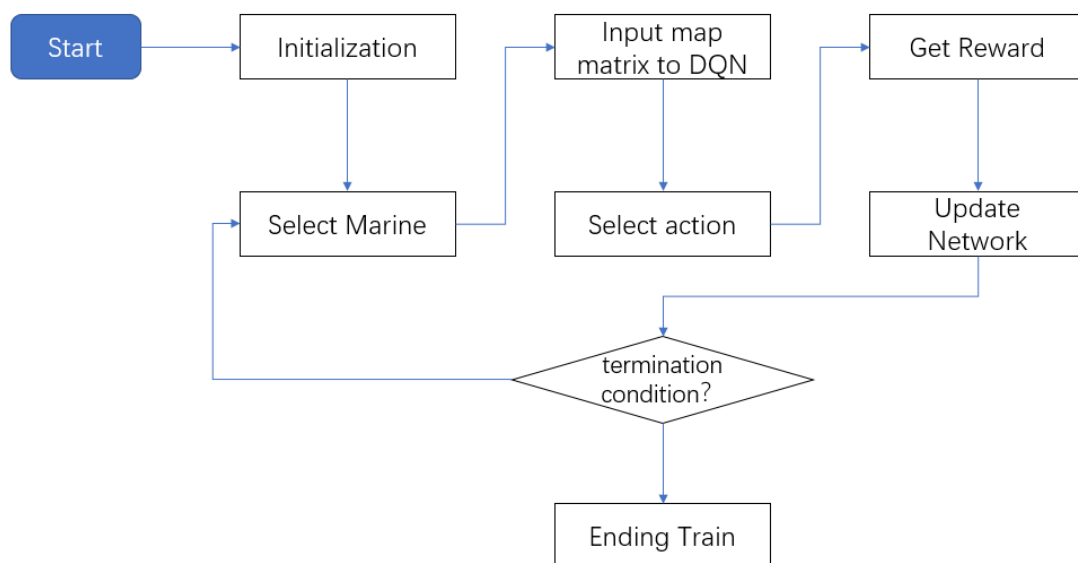 Start
Initialization
Input map
matrix to DQN
Get Reward
Select Marine
Select action
Update
Network
termination
condition?
Ending Train